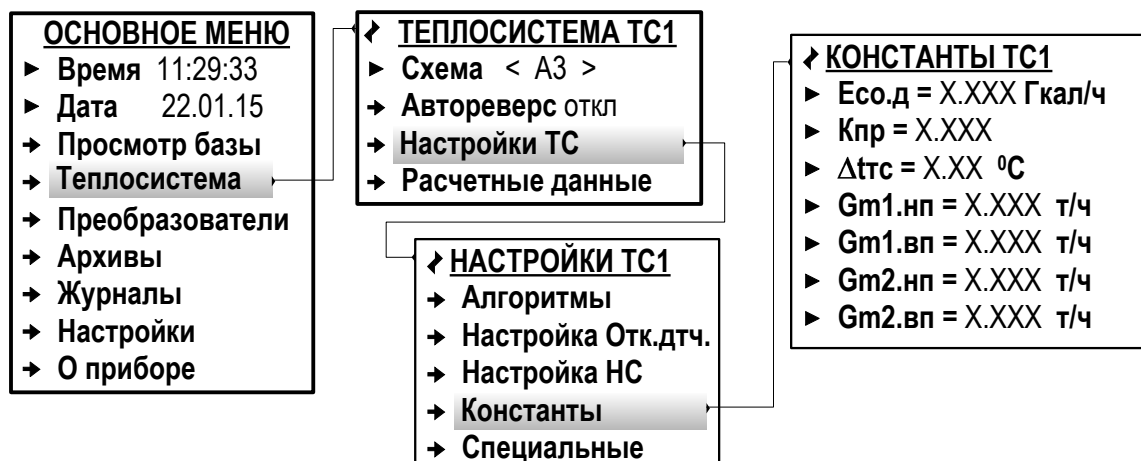 ОСНОВНОЕ МЕНЮ
Время 11:29:33
Дата 22.01.15
Просмотр базы
Теплосистема
Преобразователи
Архивы
Журналы
Настройки
О приборе
ТЕПЛОСИСТЕМА ТС1
Схема < А3 >
Автореверс откл
Настройки ТС
Расчетные данные
НАСТРОЙКИ ТС1
Алгоритмы
Настройка Отк.дтч.
Настройка НС
Константы
Специальные
КОНСТАНТЫ ТС1
Есо.д = X.XXX Гкал/ч
Кпр = X.XXX
Δtтс = X.XX ⁰С
Gm1.нп = X.XXX т/ч
Gm1.вп = X.XXX т/ч
Gm2.нп = X.XXX т/ч
Gm2.вп = X.XXX т/ч